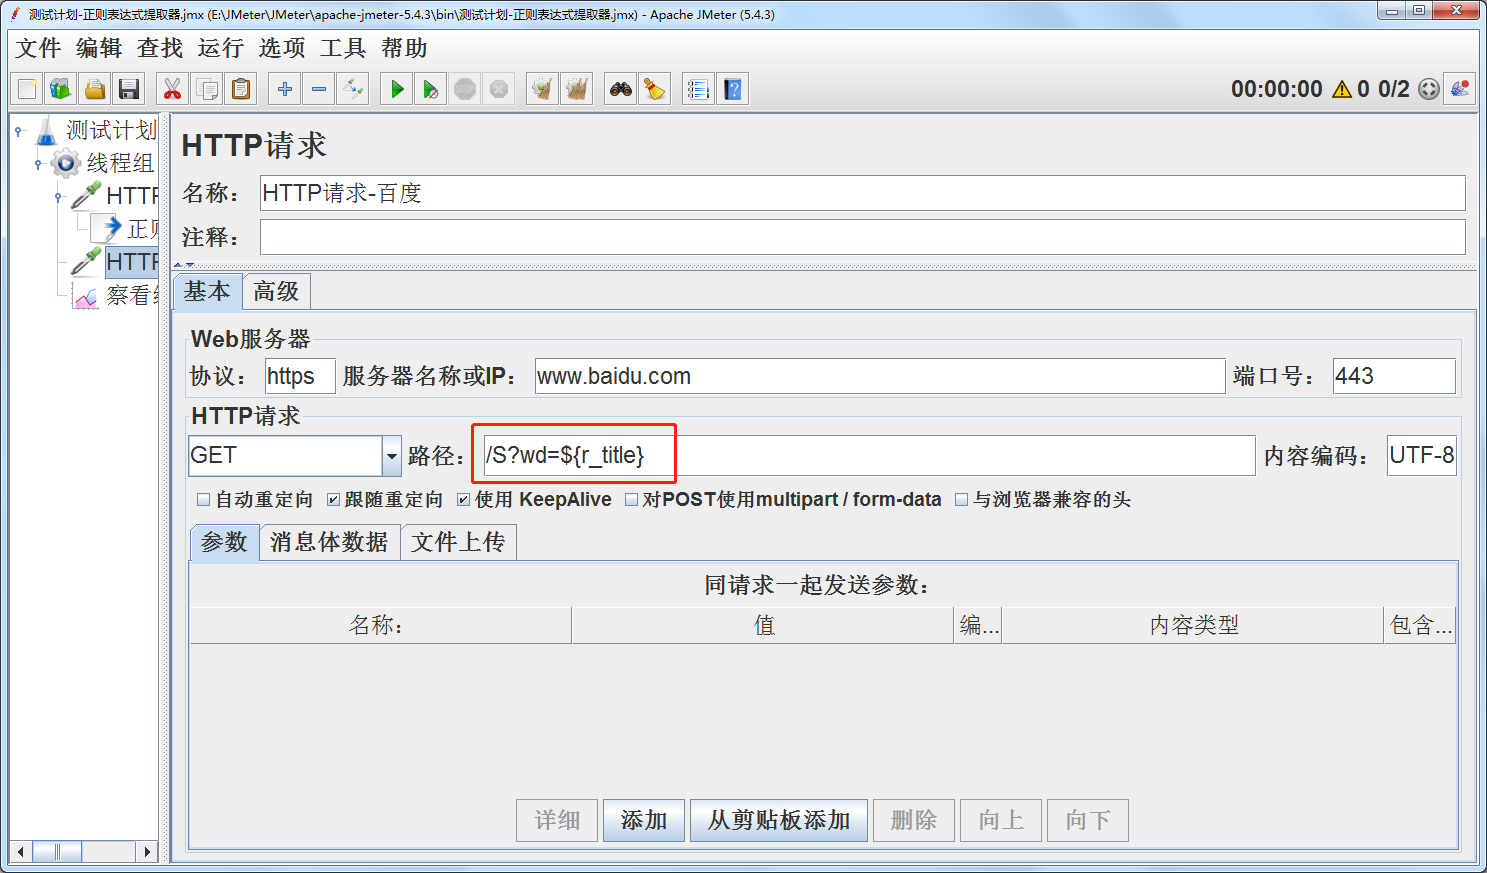 测试计划-正则表达式提取器.jmx (E:\JMeter\JMeter\apache-jmeter-5.4.3\bin\测试计划-正则表达式提取器.jmx) - Apache JMeter (5.4.3)
文件 编辑 查找 运行 选项 工具 帮助
00:00:00 0 0/2
测试计划
线程组
HTTP
正则
HTTP
察看结
HTTP请求
名称： HTTP请求-百度
注释：
基本 高级
Web服务器
协议： https 服务器名称或IP： www.baidu.com 端口号： 443
HTTP请求
GET 路径： /S?wd=${r_title} 内容编码： UTF-8
自动重定向 跟随重定向 使用 KeepAlive 对POST使用multipart / form-data 与浏览器兼容的头
参数 消息体数据 文件上传
同请求一起发送参数：
名称： 值 编... 内容类型 包含...
详细 添加 从剪贴板添加 删除 向上 向下